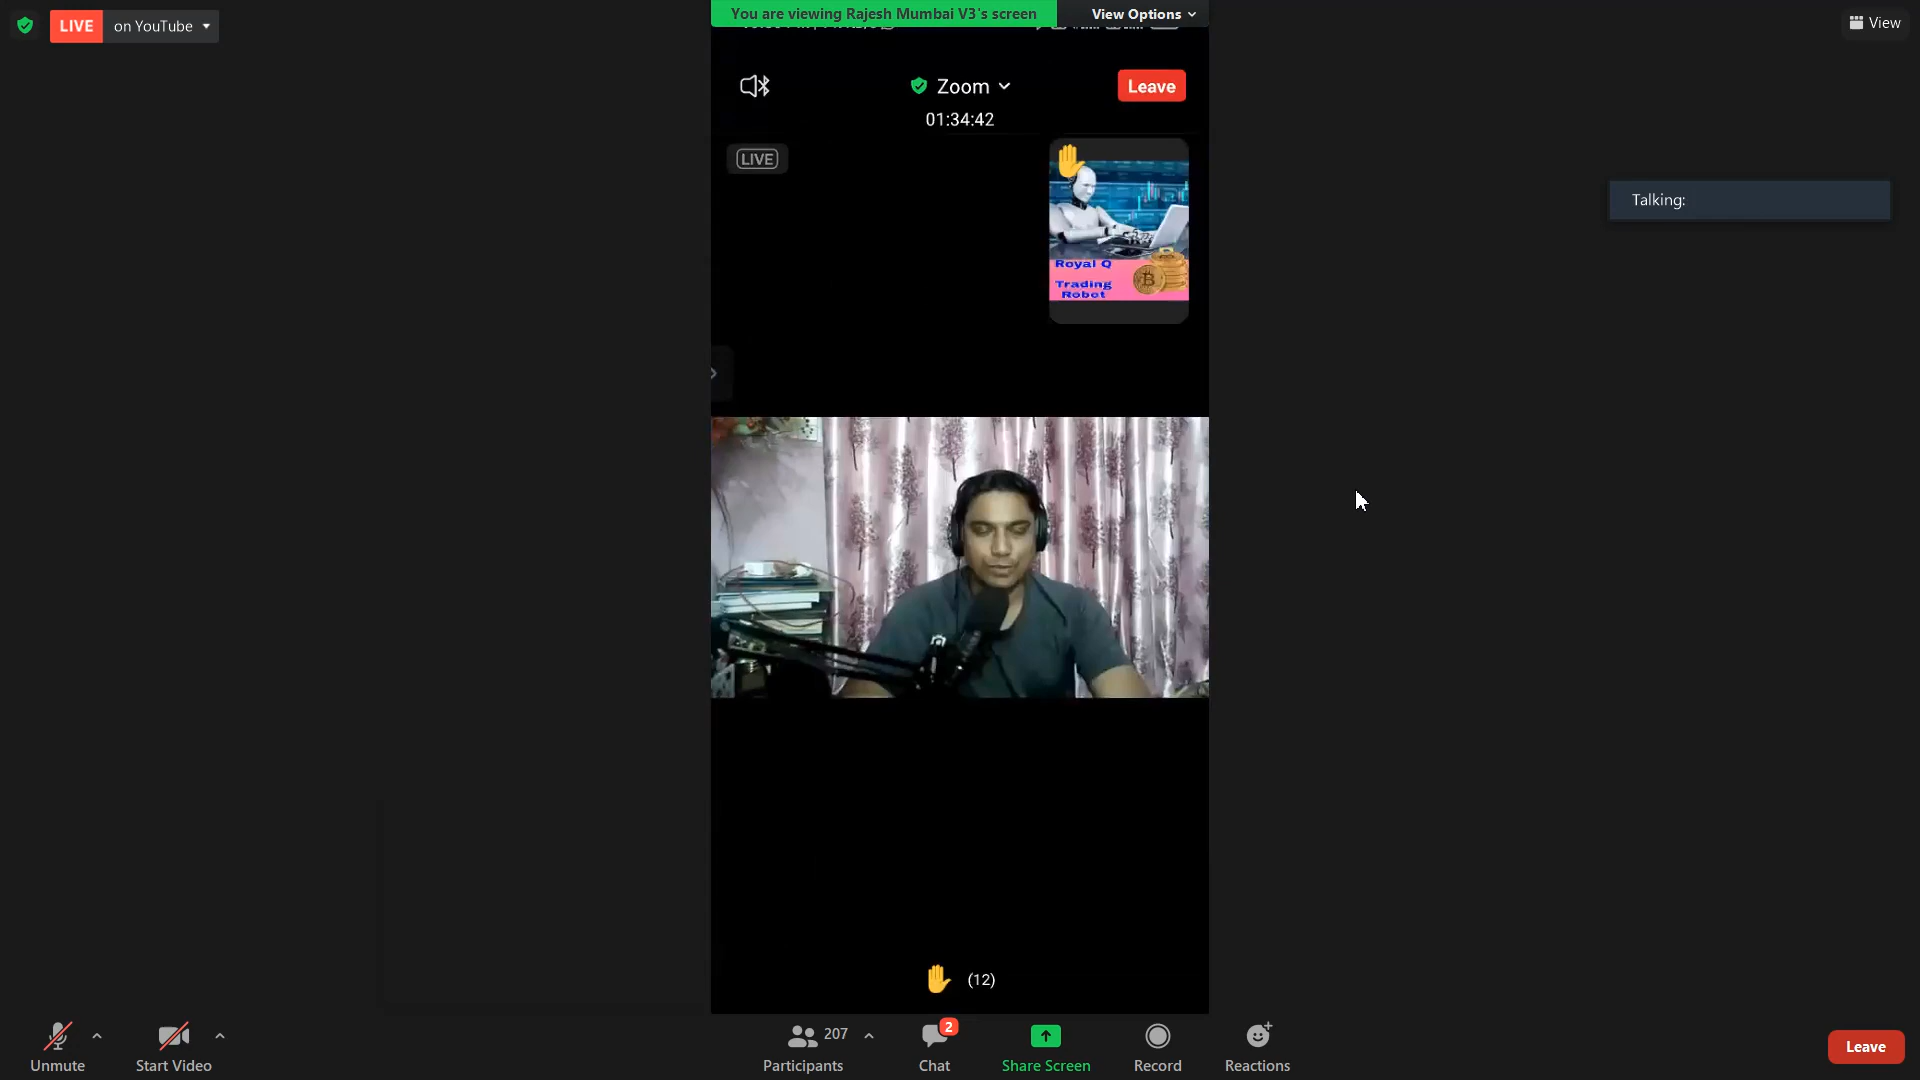 LIVE on YouTube
You are viewing Rajesh Mumbai V3's screen
View Options
View
Zoom
Leave
01:34:42
LIVE
Royal Q
Trading
Robot
Talking:
(12)
Unmute
Start Video
207
Participants
2
Chat
Share Screen
Record
Reactions
Leave